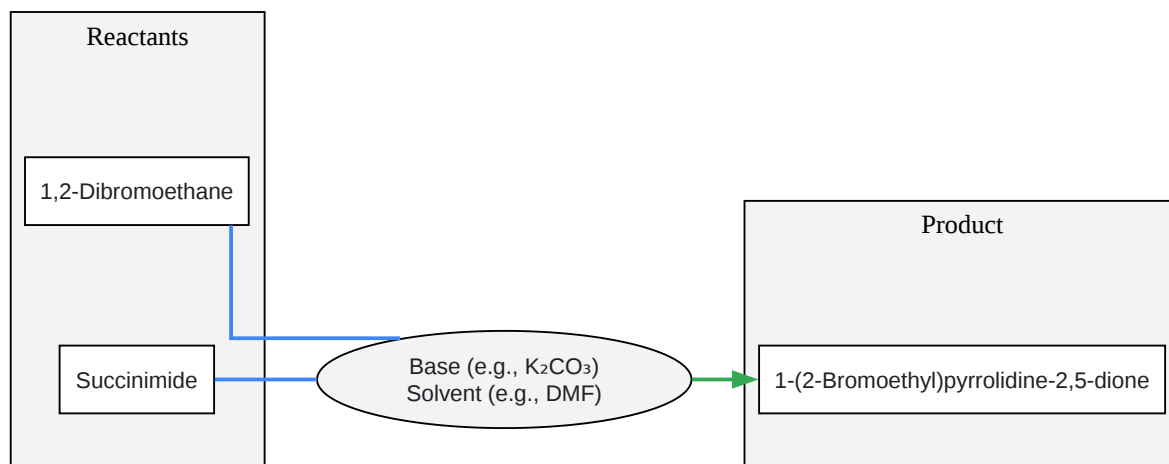 Reactants
1,2-Dibromoethane
Succinimide
Base (e.g., K₂CO₃)
Solvent (e.g., DMF)
Product
1-(2-Bromoethyl)pyrrolidine-2,5-dione